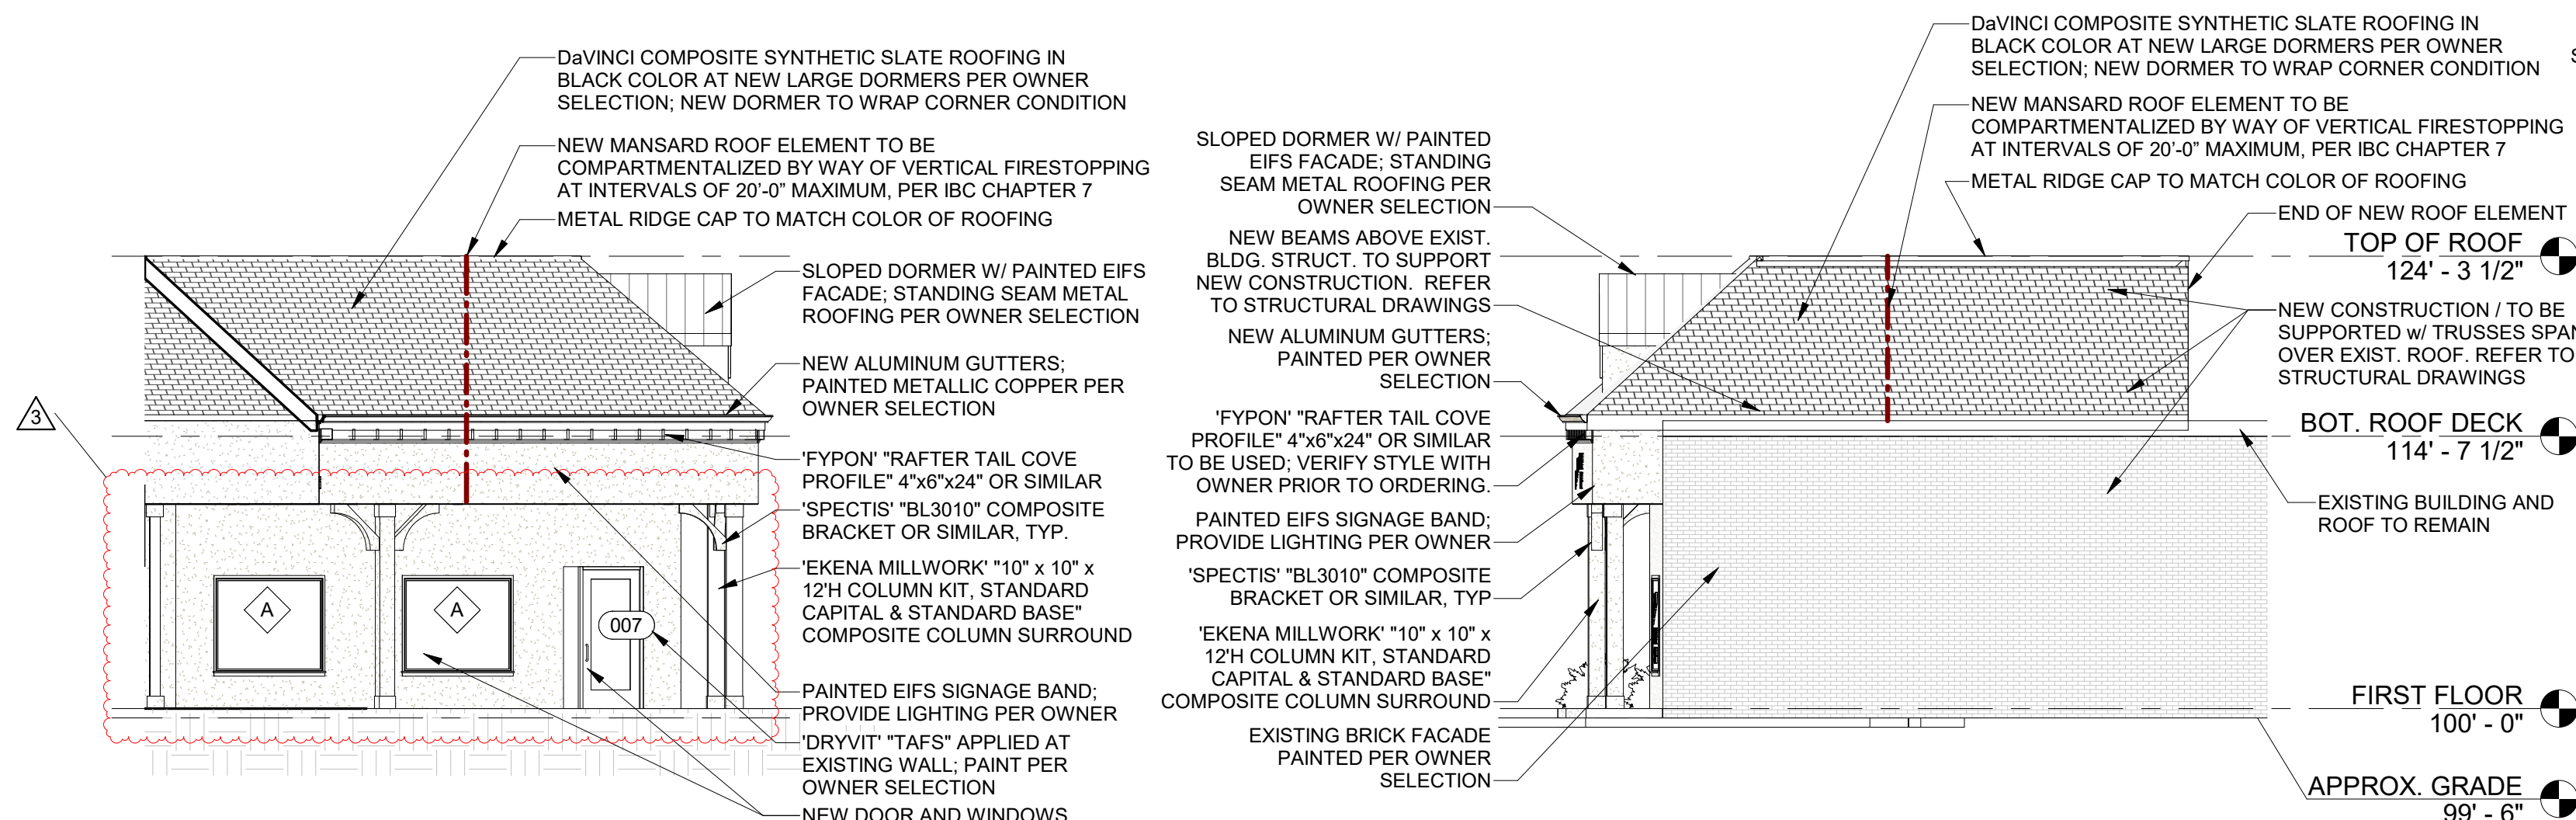 DaVINCI COMPOSITE SYNTHETIC SLATE ROOFING IN
BLACK COLOR AT NEW LARGE DORMERS PER OWNER
SELECTION; NEW DORMER TO WRAP CORNER CONDITION
NEW MANSARD ROOF ELEMENT TO BE
COMPARTMENTALIZED BY WAY OF VERTICAL FIRESTOPPING
AT INTERVALS OF 20'-0" MAXIMUM, PER IBC CHAPTER 7
METAL RIDGE CAP TO MATCH COLOR OF ROOFING
SLOPED DORMER W/ PAINTED EIFS
FACADE; STANDING SEAM METAL
ROOFING PER OWNER SELECTION
NEW ALUMINUM GUTTERS;
PAINTED METALLIC COPPER PER
OWNER SELECTION
'FYPON' "RAFTER TAIL COVE
PROFILE" 4"x6"x24" OR SIMILAR
'SPECTIS' "BL3010" COMPOSITE
BRACKET OR SIMILAR, TYP.
'EKENA MILLWORK' "10" x 10" x
12'H COLUMN KIT, STANDARD
CAPITAL & STANDARD BASE"
COMPOSITE COLUMN SURROUND
PAINTED EIFS SIGNAGE BAND;
PROVIDE LIGHTING PER OWNER
'DRYVIT' "TAFS" APPLIED AT
EXISTING WALL; PAINT PER
OWNER SELECTION
NEW DOOR AND WINDOWS
3
A
A
007
SLOPED DORMER W/ PAINTED
EIFS FACADE; STANDING
SEAM METAL ROOFING PER
OWNER SELECTION
NEW BEAMS ABOVE EXIST.
BLDG. STRUCT. TO SUPPORT
NEW CONSTRUCTION. REFER
TO STRUCTURAL DRAWINGS
NEW ALUMINUM GUTTERS;
PAINTED PER OWNER
SELECTION
'FYPON' "RAFTER TAIL COVE
PROFILE" 4"x6"x24" OR SIMILAR
TO BE USED; VERIFY STYLE WITH
OWNER PRIOR TO ORDERING.
PAINTED EIFS SIGNAGE BAND;
PROVIDE LIGHTING PER OWNER
'SPECTIS' "BL3010" COMPOSITE
BRACKET OR SIMILAR, TYP
'EKENA MILLWORK' "10" x 10" x
12'H COLUMN KIT, STANDARD
CAPITAL & STANDARD BASE"
COMPOSITE COLUMN SURROUND
EXISTING BRICK FACADE
PAINTED PER OWNER
SELECTION
DaVINCI COMPOSITE SYNTHETIC SLATE ROOFING IN
BLACK COLOR AT NEW LARGE DORMERS PER OWNER
SELECTION; NEW DORMER TO WRAP CORNER CONDITION
NEW MANSARD ROOF ELEMENT TO BE
COMPARTMENTALIZED BY WAY OF VERTICAL FIRESTOPPING
AT INTERVALS OF 20'-0" MAXIMUM, PER IBC CHAPTER 7
METAL RIDGE CAP TO MATCH COLOR OF ROOFING
END OF NEW ROOF ELEMENT
TOP OF ROOF
124' - 3 1/2"
NEW CONSTRUCTION / TO BE
SUPPORTED w/ TRUSSES SPAN
OVER EXIST. ROOF. REFER TO
STRUCTURAL DRAWINGS
BOT. ROOF DECK
114' - 7 1/2"
EXISTING BUILDING AND
ROOF TO REMAIN
FIRST FLOOR
100' - 0"
APPROX. GRADE
99' - 6"